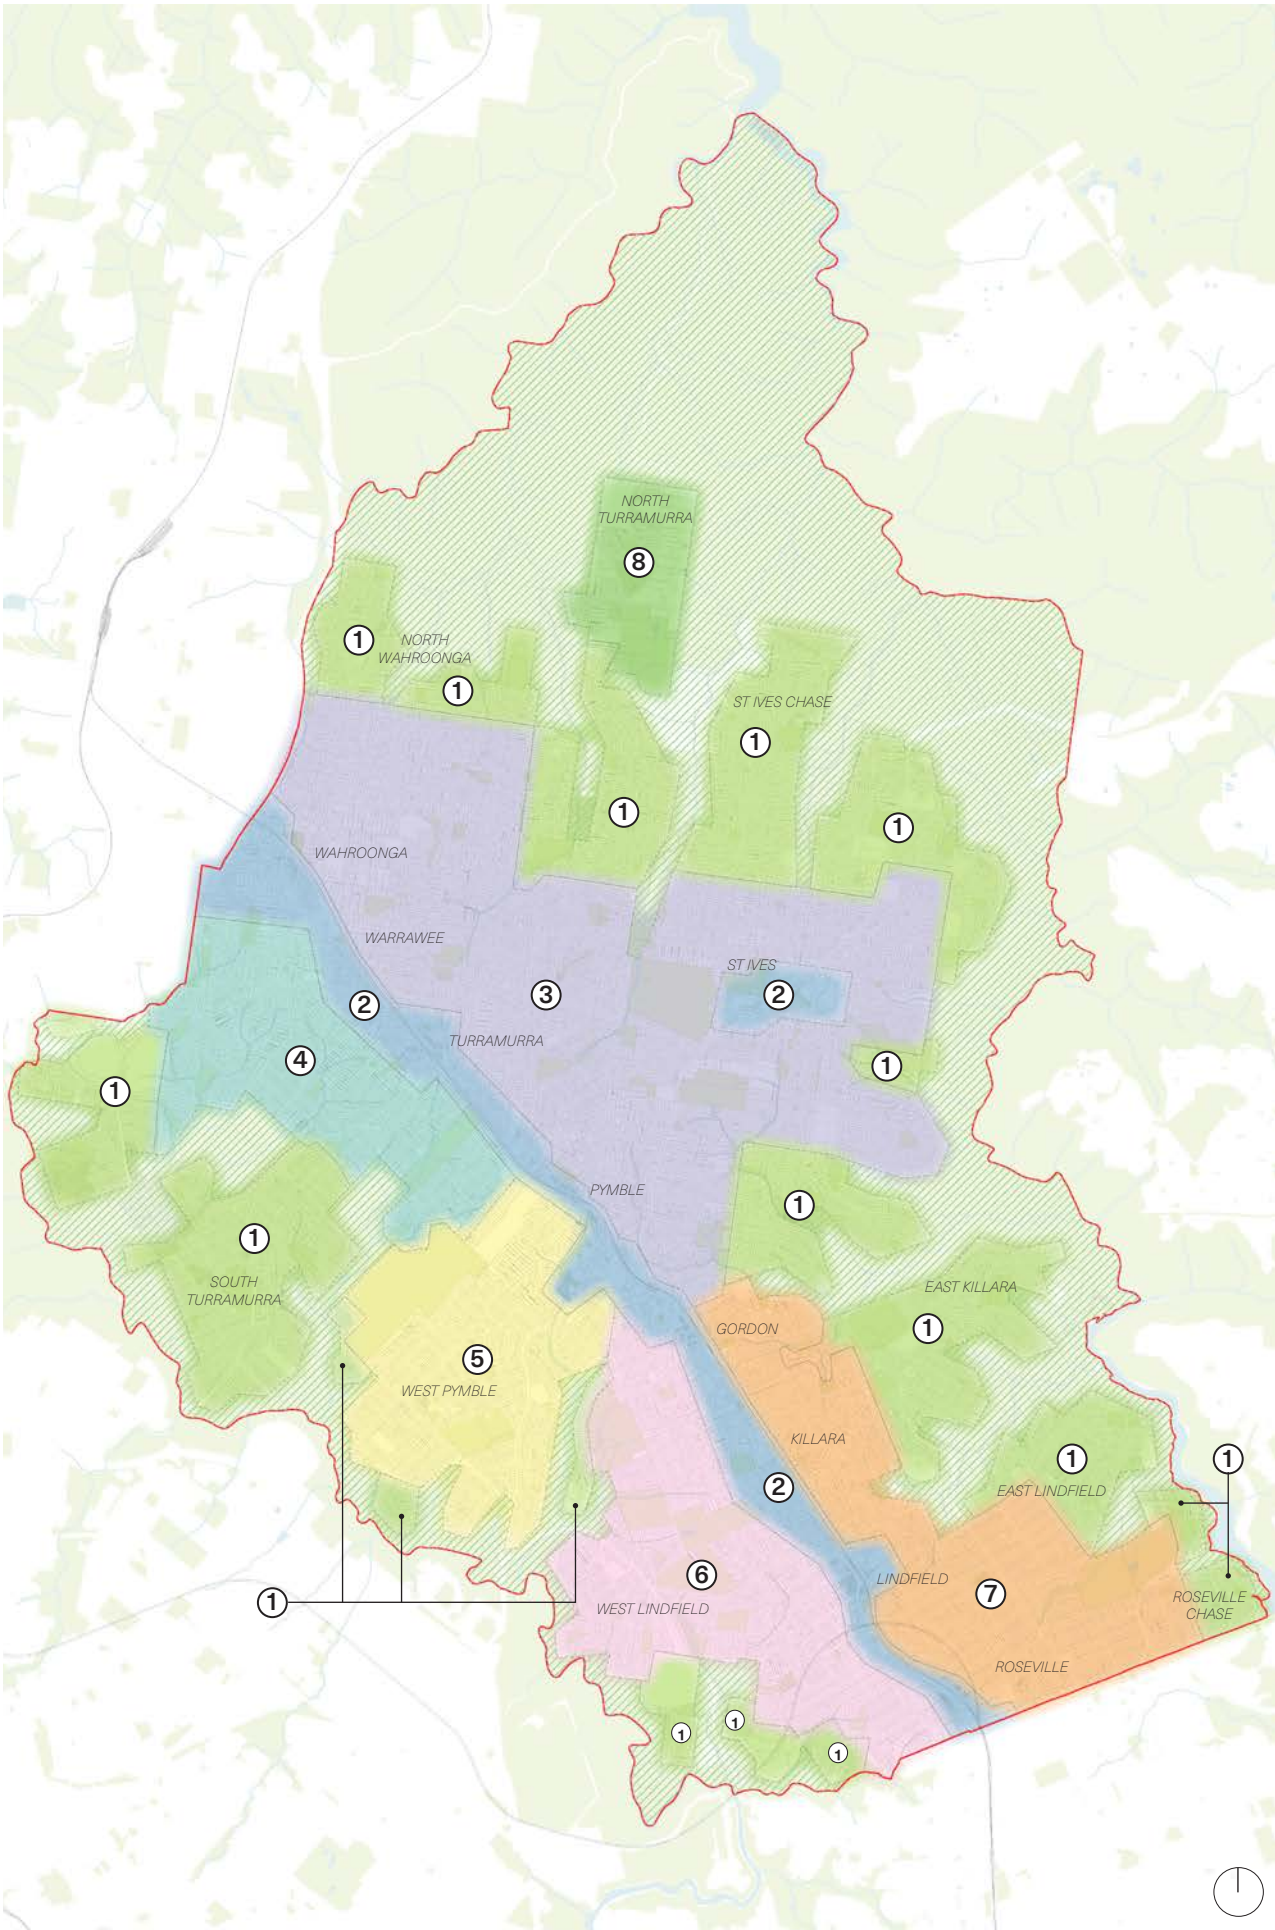 NORTH
TURRAMURRA
8
1
NORTH
WAHROONGA
1
ST IVES CHASE
1
1
1
WAHROONGA
WARRAWEE
ST IVES
2
3
2
TURRAMURRA
4
1
1
PYMBLE
1
1
SOUTH
TURRAMURRA
EAST KILLARA
1
GORDON
5
WEST PYMBLE
KILLARA
2
1
EAST LINDFIELD
1
6
LINDFIELD
7
1
WEST LINDFIELD
ROSEVILLE
CHASE
ROSEVILLE
1
1
1